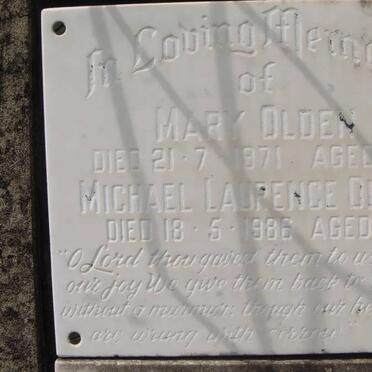 In Loving Mem
of
MARY OLDEN
DIED 21·7·1971 AGED
MICHAEL LAURENCE O
DIED 18·5·1986 AGED
"O Lord thou gavest them to us
our joy We give them back to
without a murmur; though our he
are wrung with sorrow"